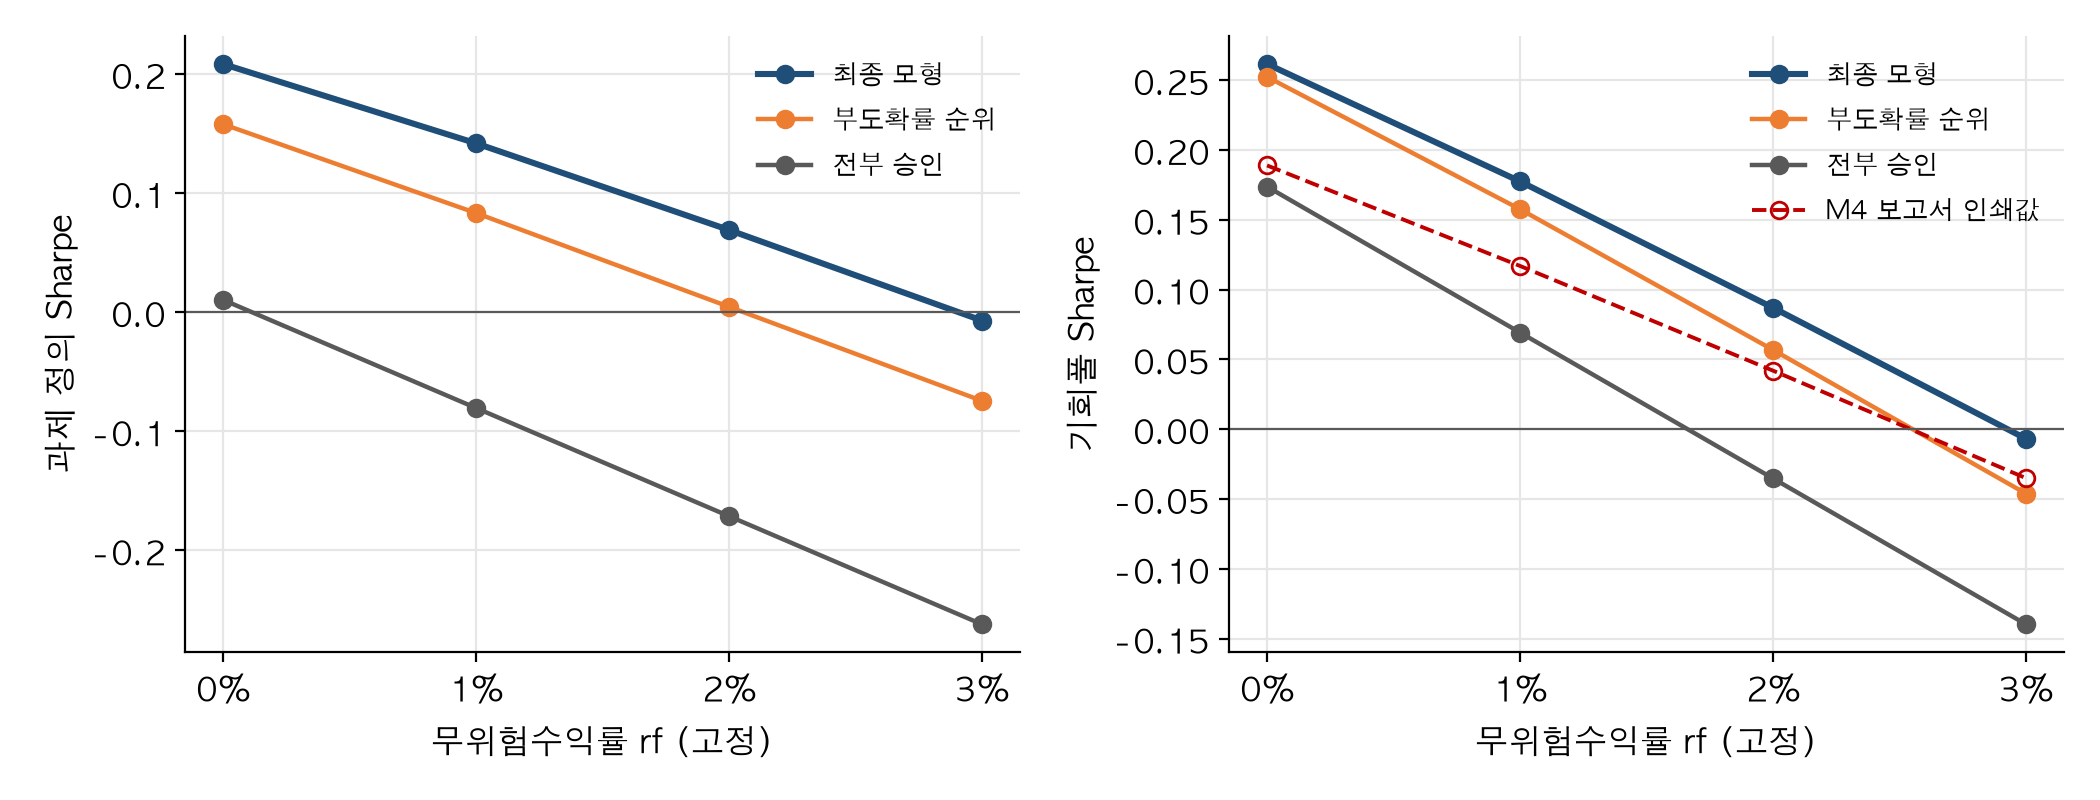 과제 정의 Sharpe
0.2
0.1
0.0
-0.1
-0.2
최종 모형
부도확률 순위
전부 승인
0%
1%
2%
3%
무위험수익률 rf (고정)
기회풀 Sharpe
0.25
0.20
0.15
0.10
0.05
0.00
-0.05
-0.10
-0.15
최종 모형
부도확률 순위
전부 승인
M4 보고서 인쇄값
0%
1%
2%
3%
무위험수익률 rf (고정)